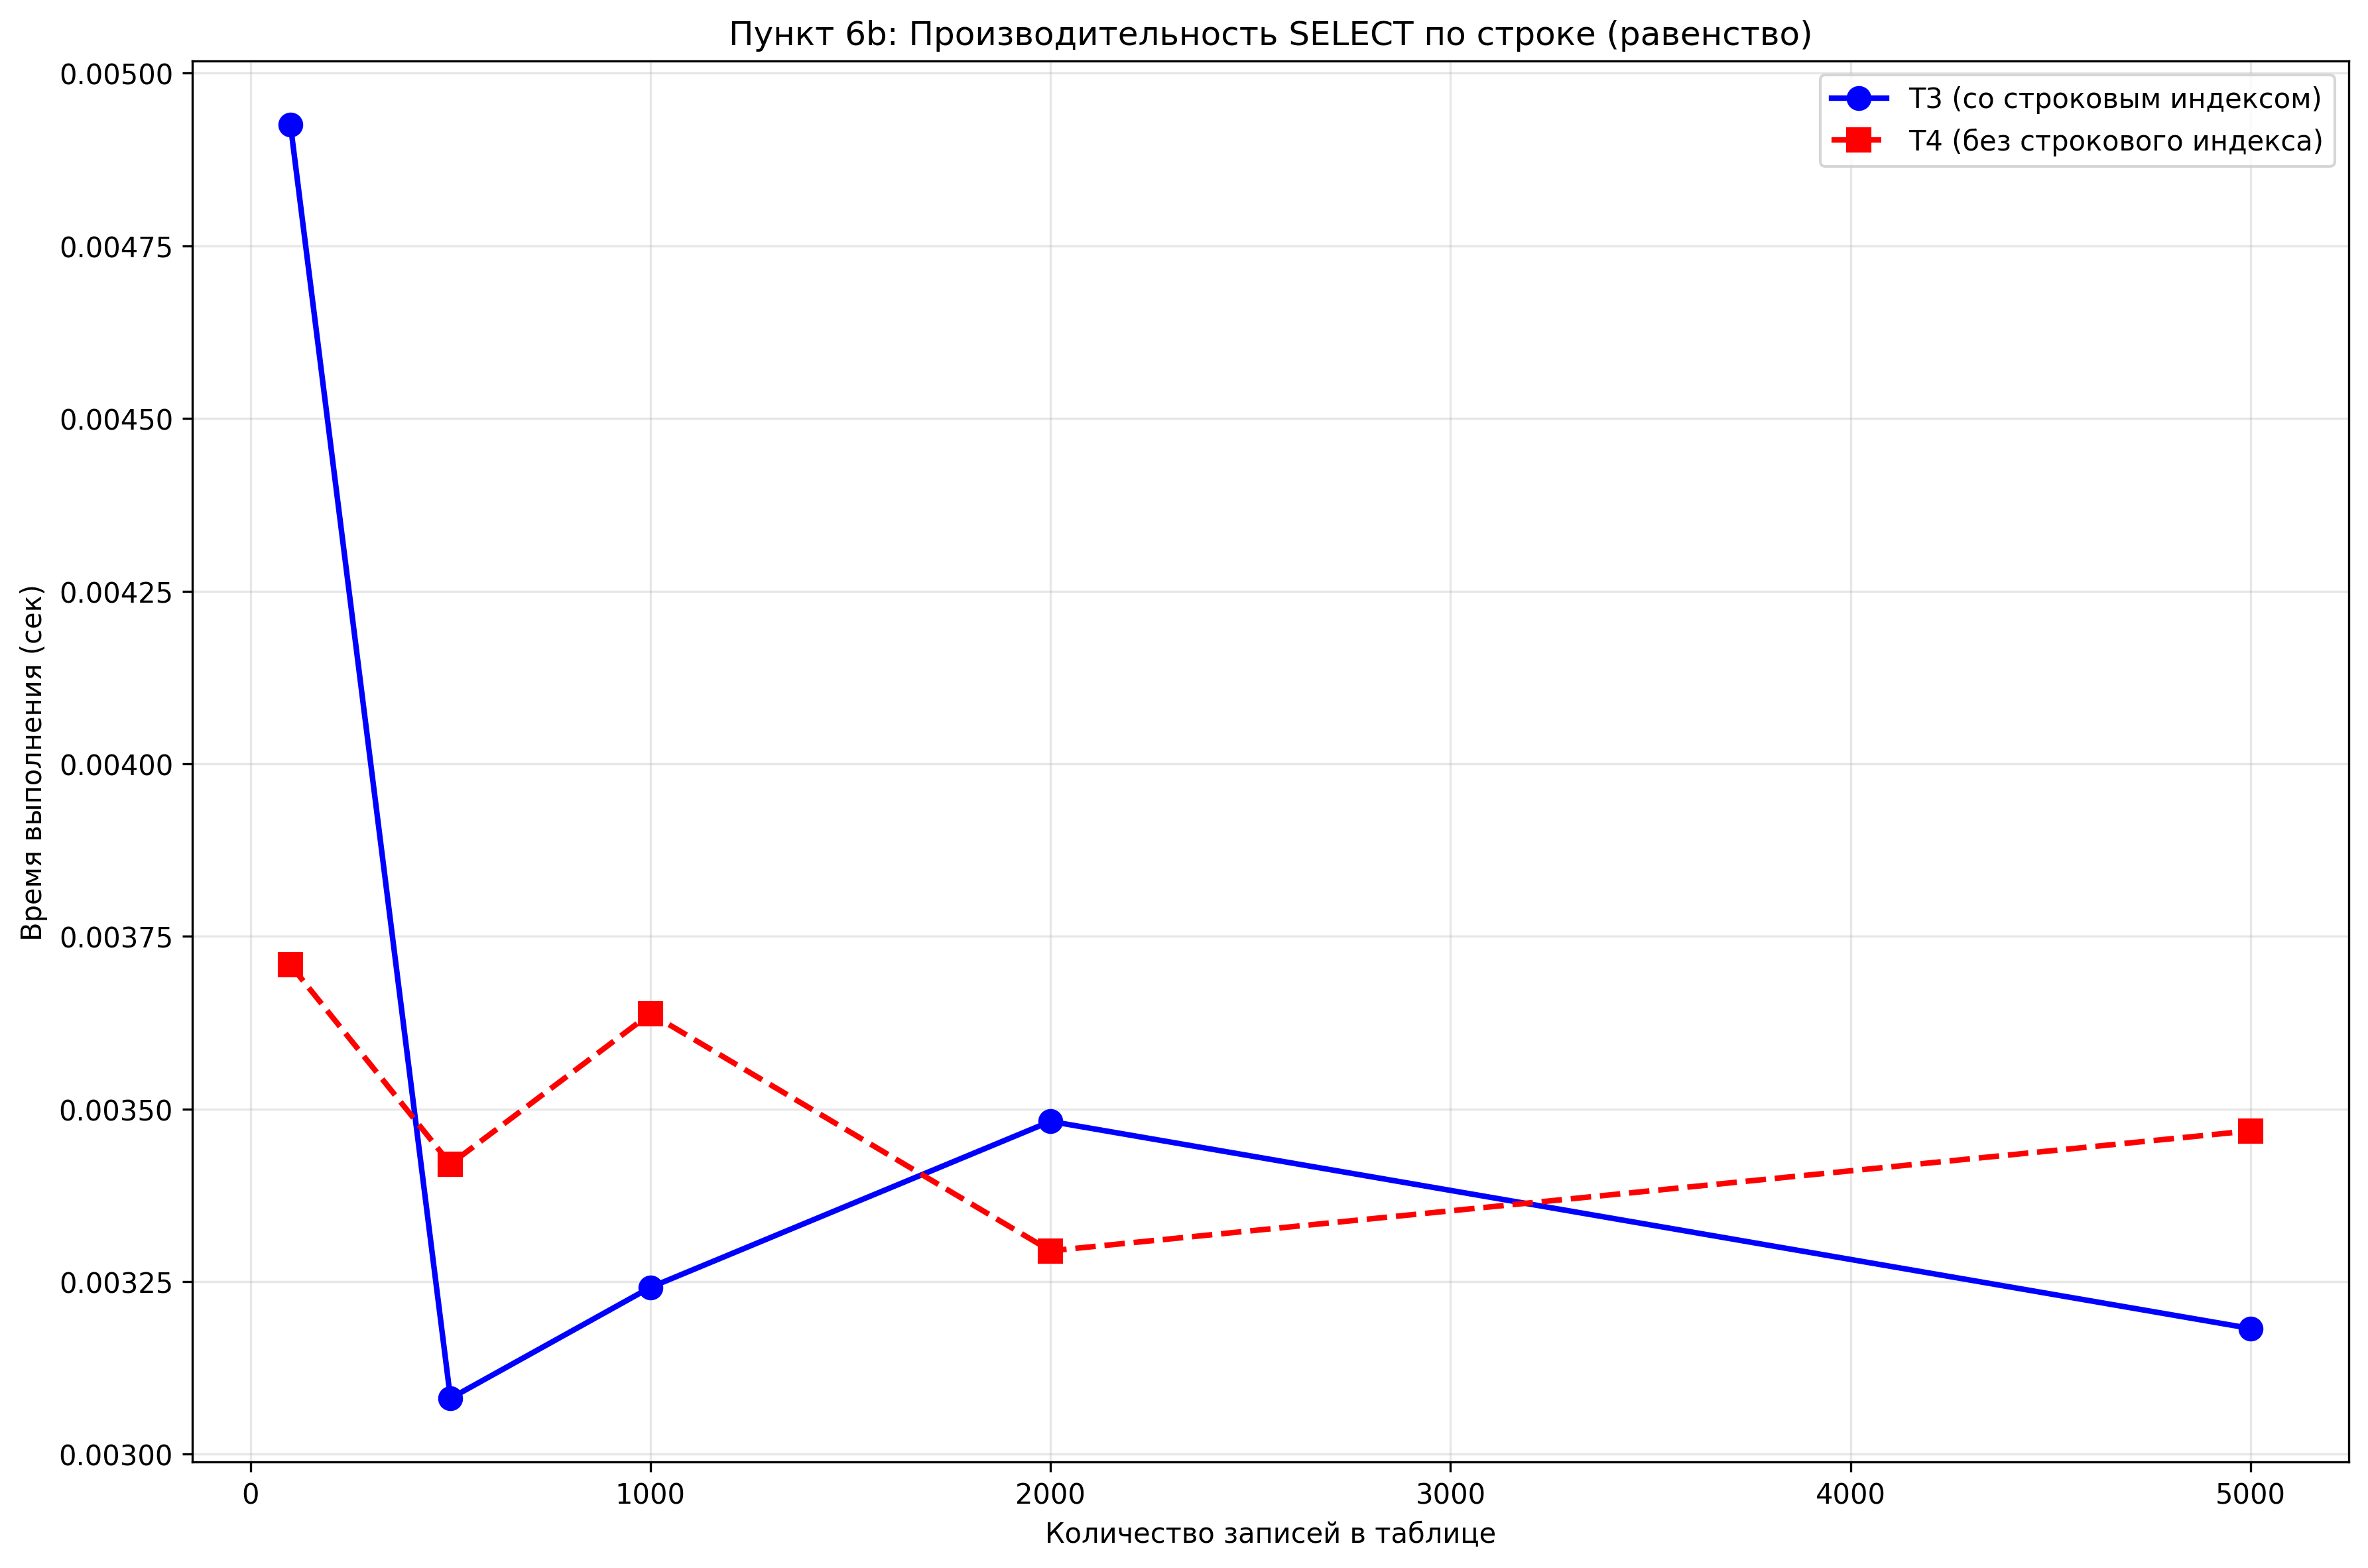 Пункт 6b: Производительность SELECT по строке (равенство)
T3 (со строковым индексом)
T4 (без строкового индекса)
Время выполнения (сек)
0.00500
0.00475
0.00450
0.00425
0.00400
0.00375
0.00350
0.00325
0.00300
0 1000 2000 3000 4000 5000
Количество записей в таблице